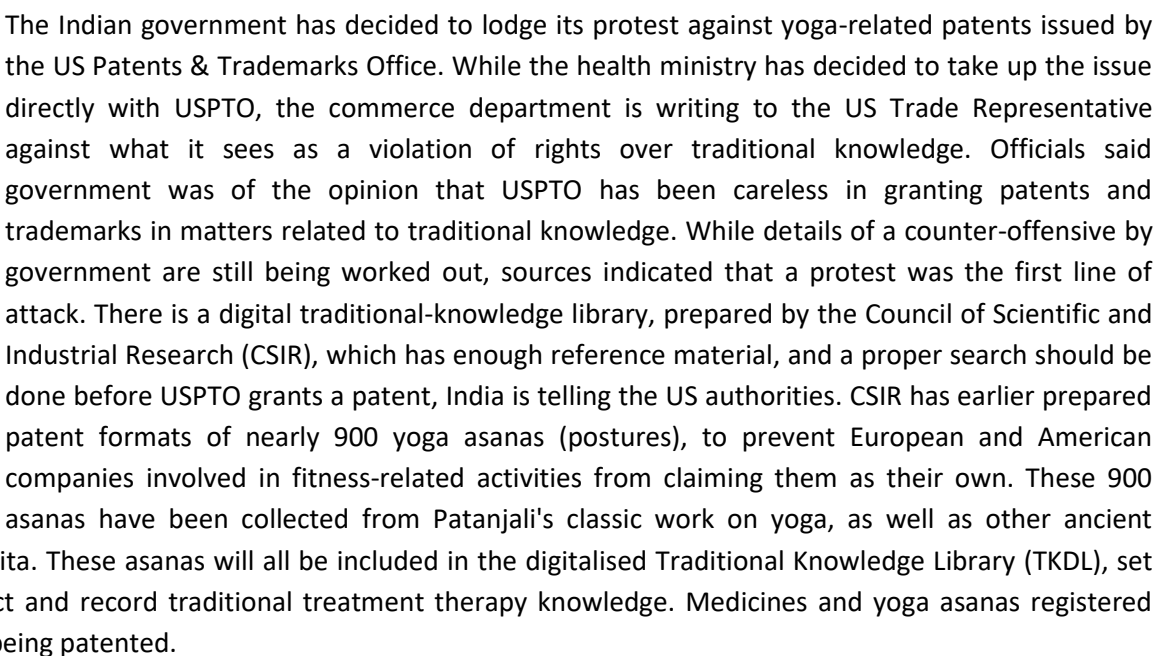 The Indian government has decided to lodge its protest against yoga-related patents issued by
the US Patents & Trademarks Office. While the health ministry has decided to take up the issue
directly with USPTO, the commerce department is writing to the US Trade Representative
against what it sees as a violation of rights over traditional knowledge. Officials said
government was of the opinion that USPTO has been careless in granting patents and
trademarks in matters related to traditional knowledge. While details of a counter-offensive by
government are still being worked out, sources indicated that a protest was the first line of
attack. There is a digital traditional-knowledge library, prepared by the Council of Scientific and
Industrial Research (CSIR), which has enough reference material, and a proper search should be
done before USPTO grants a patent, India is telling the US authorities. CSIR has earlier prepared
patent formats of nearly 900 yoga asanas (postures), to prevent European and American
companies involved in fitness-related activities from claiming them as their own. These 900
asanas have been collected from Patanjali's classic work on yoga, as well as other ancient
These asanas will all be included in the digitalised Traditional Knowledge Library (TKDL), set
and record traditional treatment therapy knowledge. Medicines and yoga asanas registered
being patented.